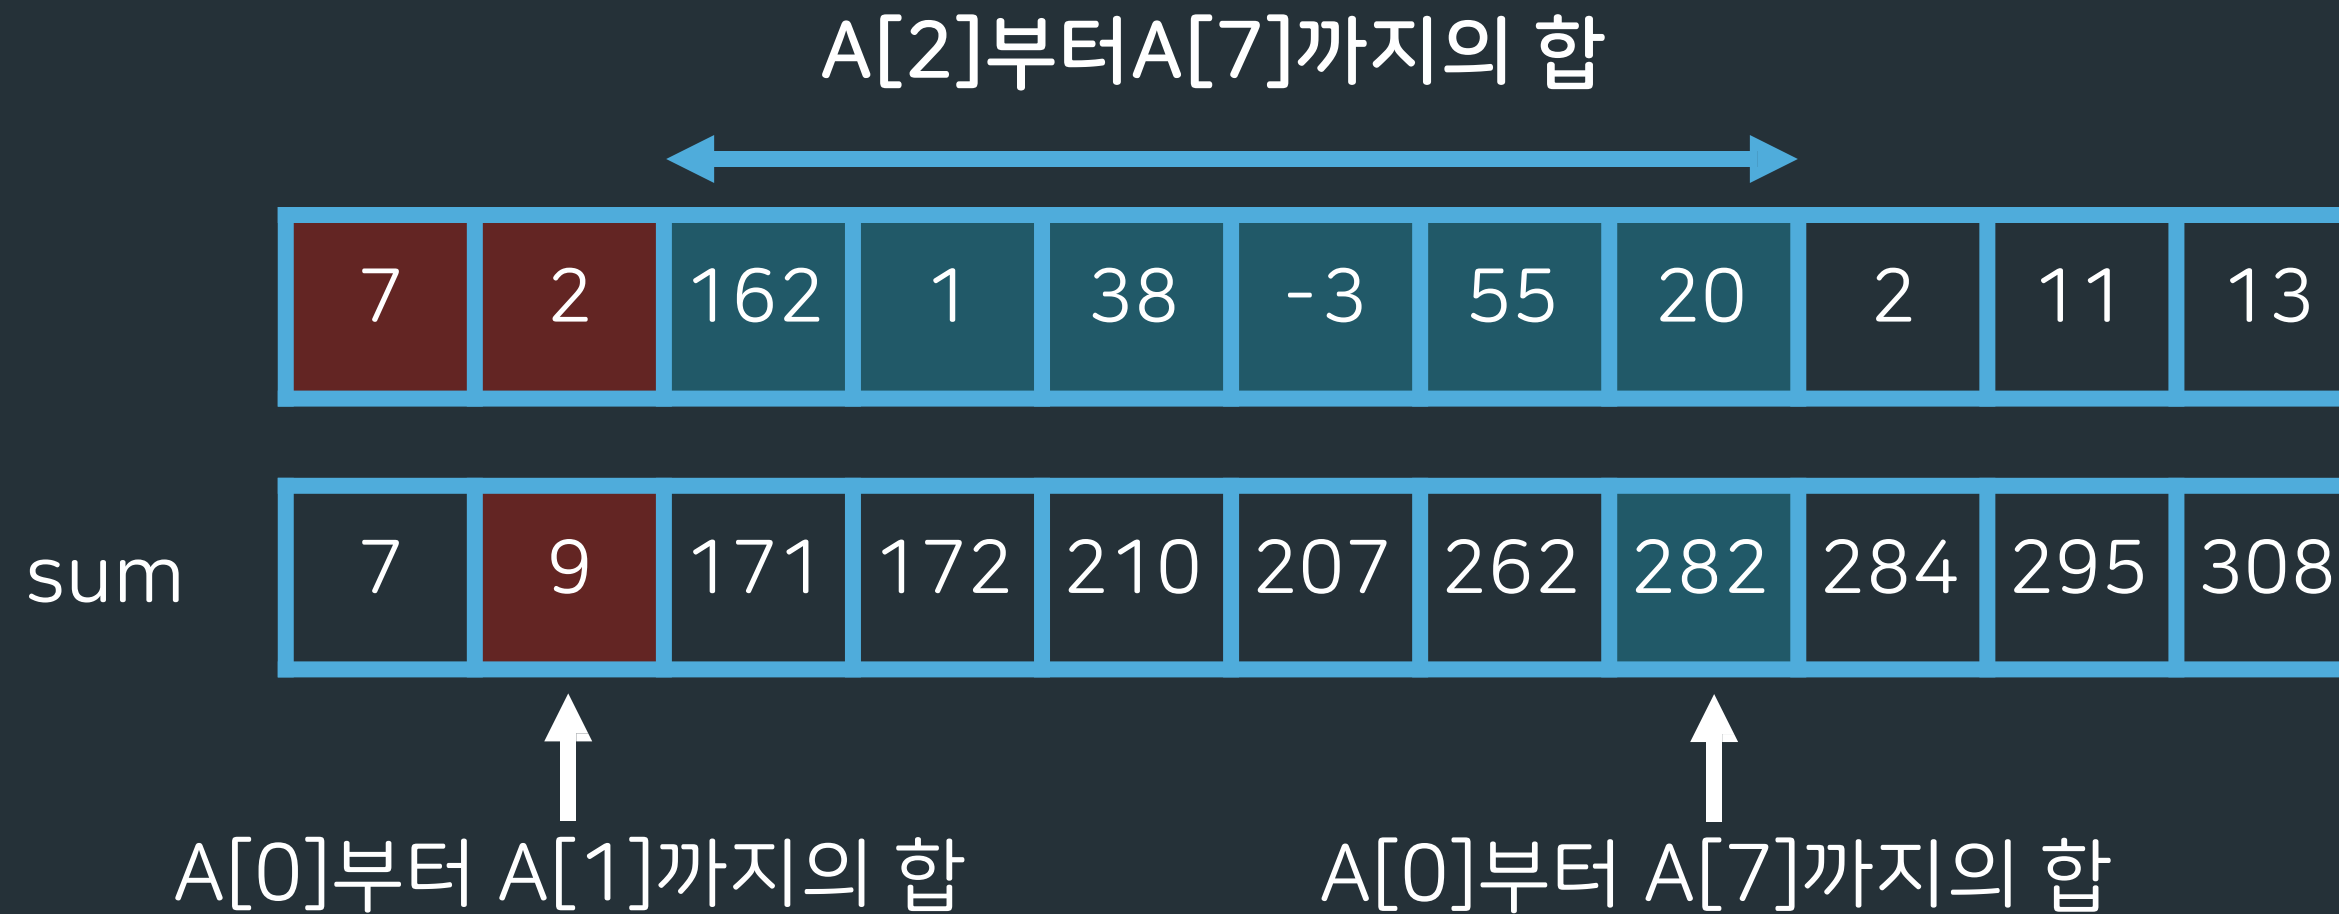 A[2]부터A[7]까지의 합
7 2 162 1 38 -3 55 20 2 11 13
sum 7 9 171 172 210 207 262 282 284 295 308
A[0]부터 A[1]까지의 합 A[0]부터 A[7]까지의 합